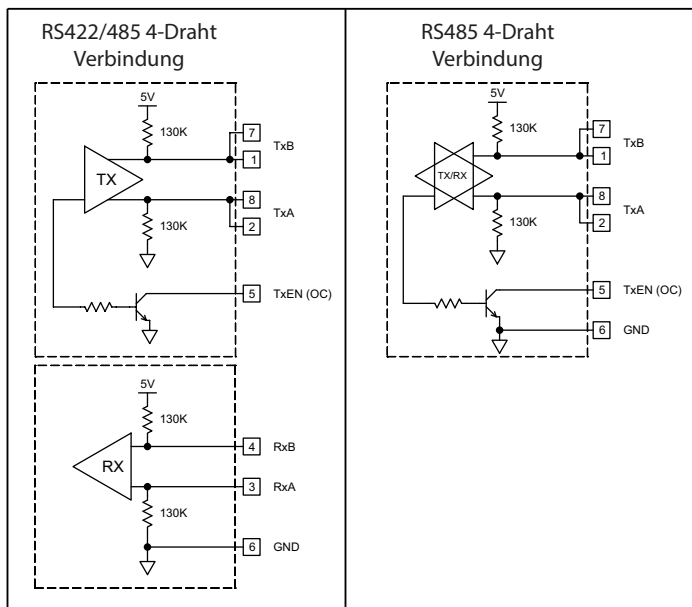 RS422/485 4-Draht
Verbindung
5V
130K
7
TxB
1
TX
8
TxA
130K
2
5
TxEN (OC)
5V
130K
4
RxB
RX
3
RxA
130K
6
GND
RS485 4-Draht
Verbindung
5V
130K
7
TxB
1
TX/RX
8
TxA
130K
2
5
TxEN (OC)
6
GND